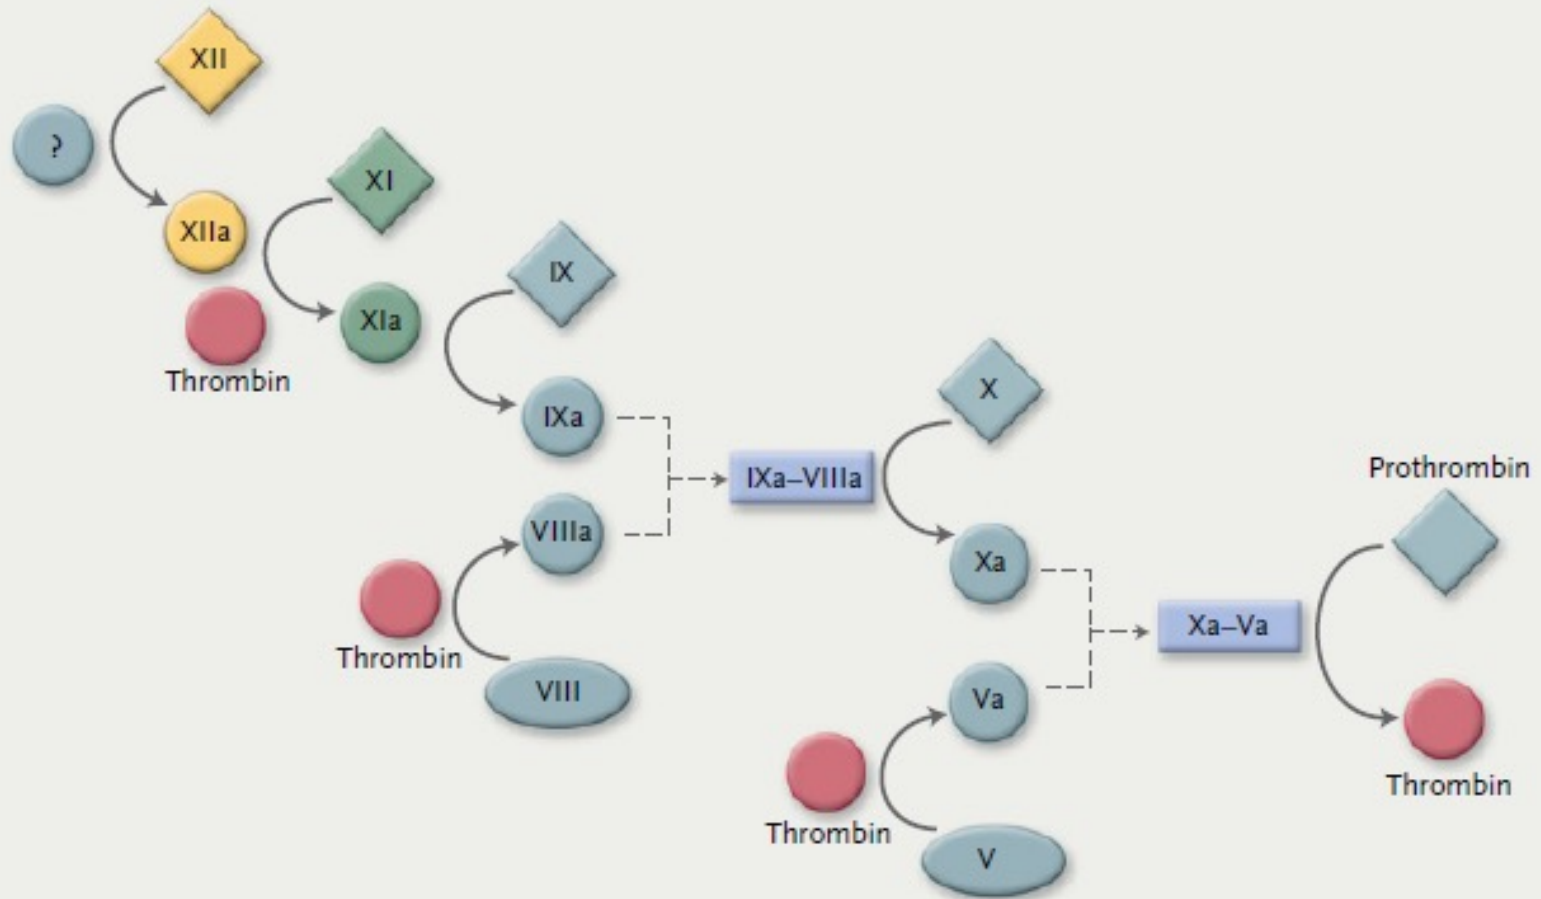 XII
?
XIIa
XI
Thrombin
XIa
IX
IXa
VIIIa
Thrombin
VIII
IXa–VIIIa
X
Xa
Va
Thrombin
V
Xa–Va
Prothrombin
Thrombin